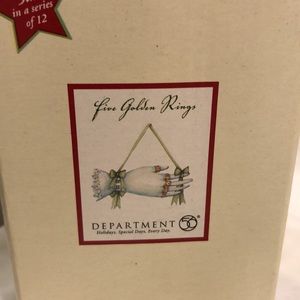 in a series
of 12
Five Golden Rings
DEPARTMENT 56®
Holidays, Special Days, Every Day.